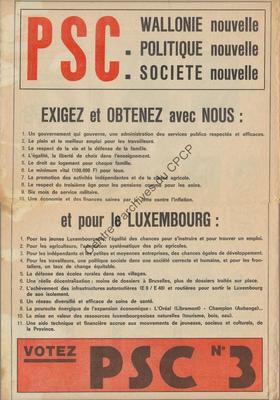 PSC:
WALLONIE nouvelle
POLITIQUE nouvelle
SOCIETE nouvelle
EXIGEZ et OBTENEZ avec NOUS :
1. Un gouvernement qui gouverne, une administration des services publics respectés et efficaces.
2. Le plein et le meilleur emploi pour les travailleurs.
3. Le respect de la vie et la défense de la famille.
4. L'égalité, la liberté de choix dans l'enseignement.
5. Le droit au logement pour chaque famille.
6. Le minimum vital (100.000 F) pour tous.
7. La promotion des activités indépendantes et de la santé agricole.
8. Le respect du troisième âge pour les pensions comme pour les soins.
9. Six mois de service militaire.
10. Une économie et des finances saines par la lutte contre l'inflation.
et pour le LUXEMBOURG :
1. Pour les jeunes Luxembourgeois, l'égalité des chances pour s'instruire et pour trouver un emploi.
2. Pour les agriculteurs, l'expansion systématique des prix agricoles.
3. Pour les indépendants et les petites et moyennes entreprises, des chances égales de développement.
4. Pour les travailleurs, une politique sociale dans une société correcte et humaine, et pour les frontaliers, un taux de change équitable.
5. La défense des écoles rurales dans nos villages.
6. Une réelle décentralisation : moins de dossiers à Bruxelles, plus de dossiers traités sur place.
7. L'achèvement des infrastructures autoroutières (E 9 / E 40) et routières pour sortir le Luxembourg
de son isolement.
8. Un réseau diversifié et efficace de soins de santé.
9. La poursuite énergique de l'expansion économique : L'Oréal (Libramont) - Champion (Aubange)...
10. La mise en valeur des ressources luxembourgeoises naturelles (tourisme, bois, eau).
11. Une aide technique et financière accrue aux mouvements de jeunesse, sociaux et culturels, de
la Province.
VOTEZ PSC N° 3
Centre d'archives du CPCP